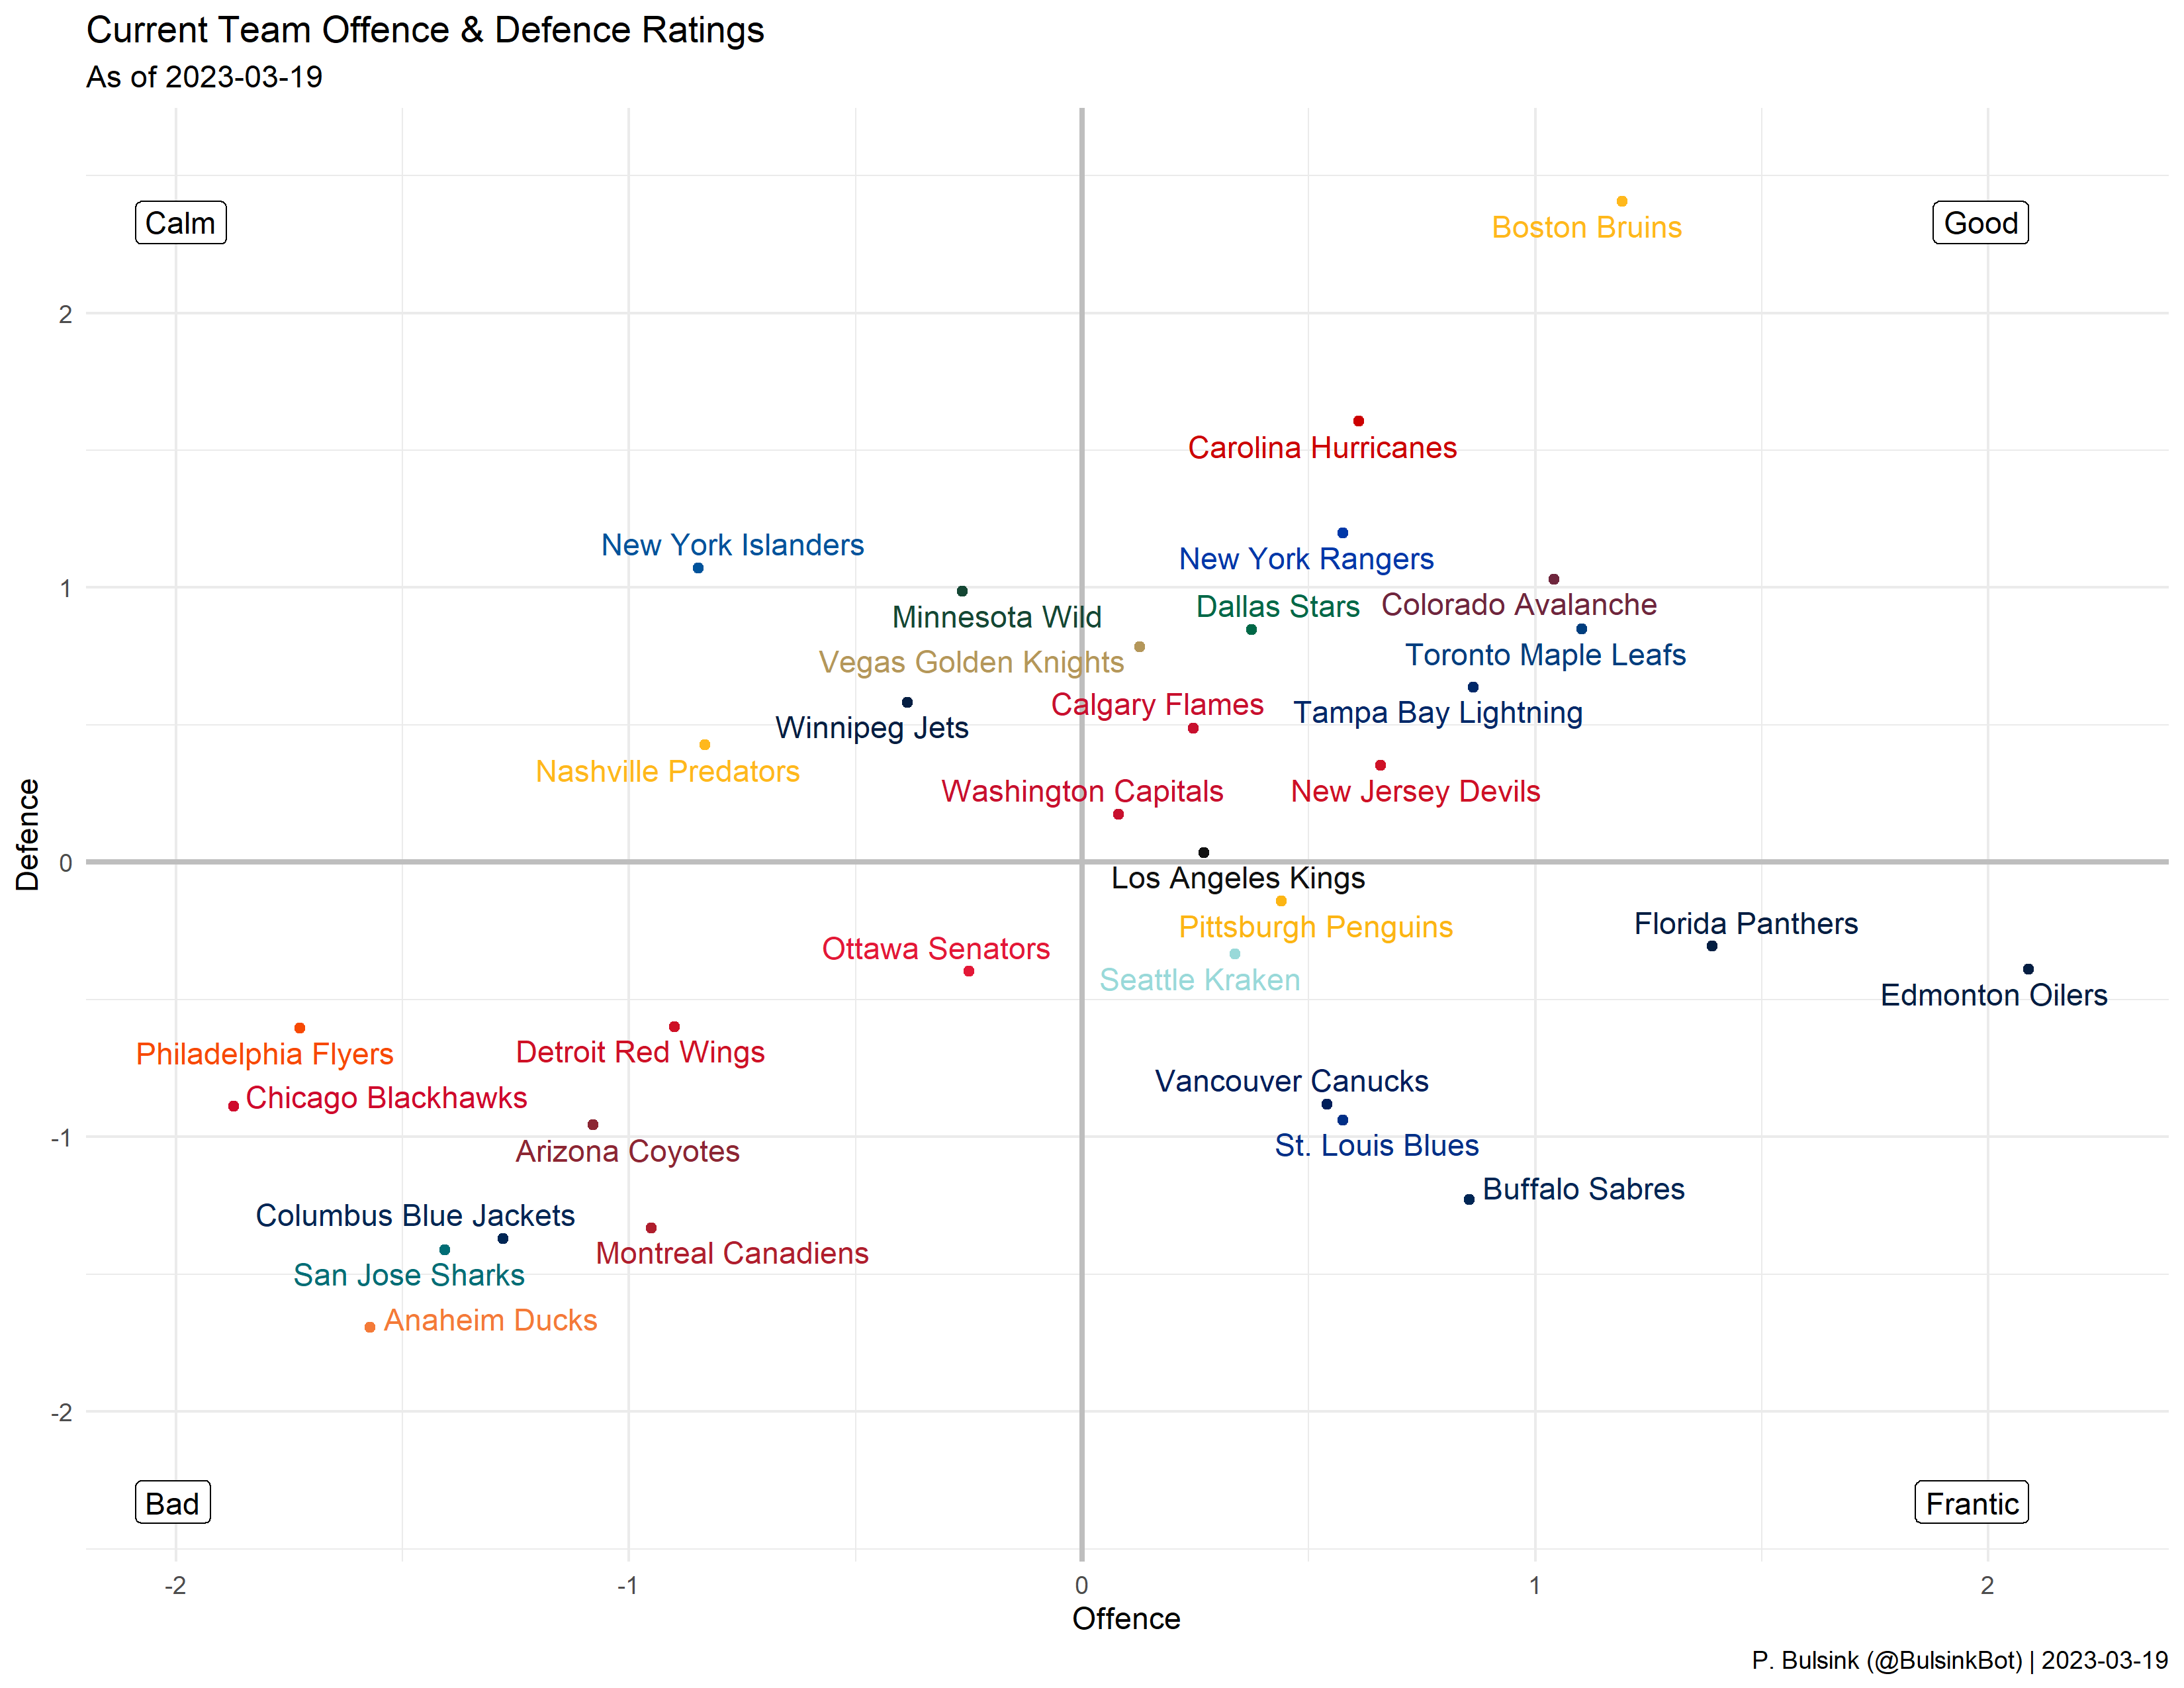 Current Team Offence & Defence Ratings
As of 2023-03-19
Calm
Good
Boston Bruins
2
Carolina Hurricanes
New York Islanders
New York Rangers
1
Minnesota Wild
Dallas Stars
Colorado Avalanche
Vegas Golden Knights
Toronto Maple Leafs
Calgary Flames
Tampa Bay Lightning
Winnipeg Jets
Nashville Predators
Washington Capitals
New Jersey Devils
Defence
0
Los Angeles Kings
Pittsburgh Penguins
Florida Panthers
Ottawa Senators
Seattle Kraken
Edmonton Oilers
Philadelphia Flyers
Detroit Red Wings
Chicago Blackhawks
Vancouver Canucks
-1
Arizona Coyotes
St. Louis Blues
Buffalo Sabres
Columbus Blue Jackets
Montreal Canadiens
San Jose Sharks
Anaheim Ducks
-2
Bad
Frantic
-2
-1
0
1
2
Offence
P. Bulsink (@BulsinkBot) | 2023-03-19